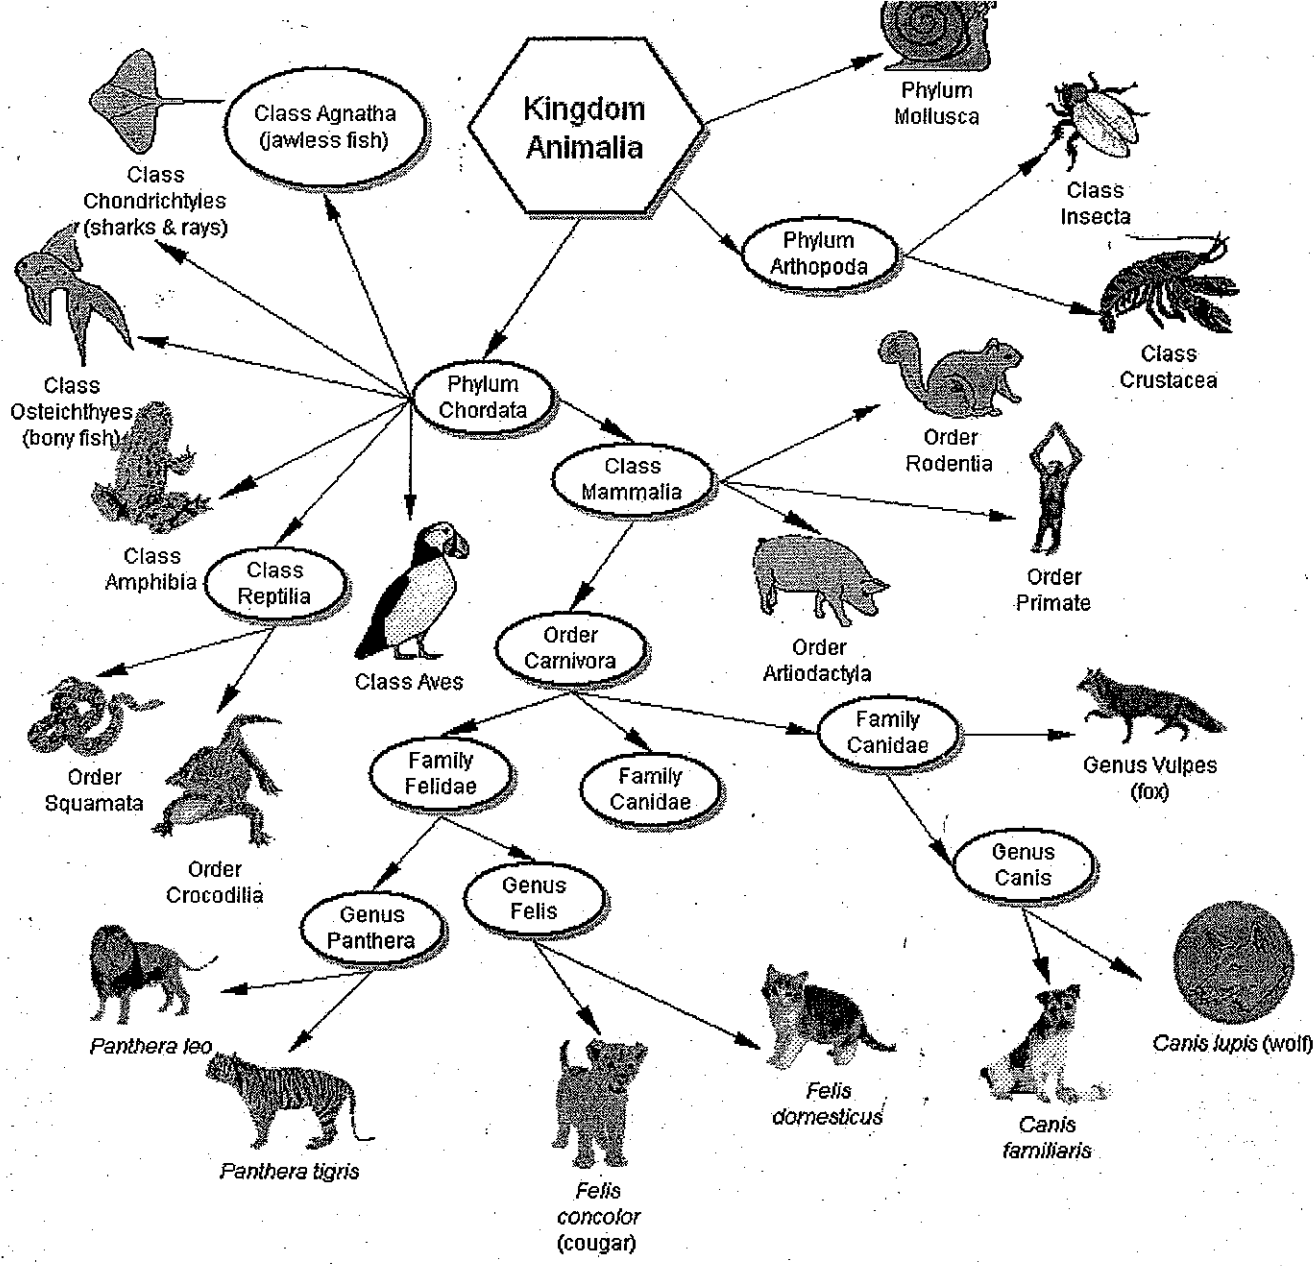 Kingdom
Animalia
Phylum
Mollusca
Class Agnatha
(jawless fish)
Class
Chondrichtyles
(sharks & rays)
Class
Insecta
Phylum
Arthopoda
Class
Crustacea
Class
Osteichthyes
(bony fish)
Phylum
Chordata
Order
Rodentia
Class
Mammalia
Class
Amphibia
Class
Reptilia
Class Aves
Order
Primate
Order
Artiodactyla
Order
Carnivora
Order
Squamata
Order
Crocodilia
Family
Felidae
Family
Canidae
Family
Canidae
Genus Vulpes
(fox)
Genus
Panthera
Genus
Felis
Genus
Canis
Panthera leo
Panthera tigris
Felis
concolor
(cougar)
Felis
domesticus
Canis
familiaris
Canis lupis (wolf)